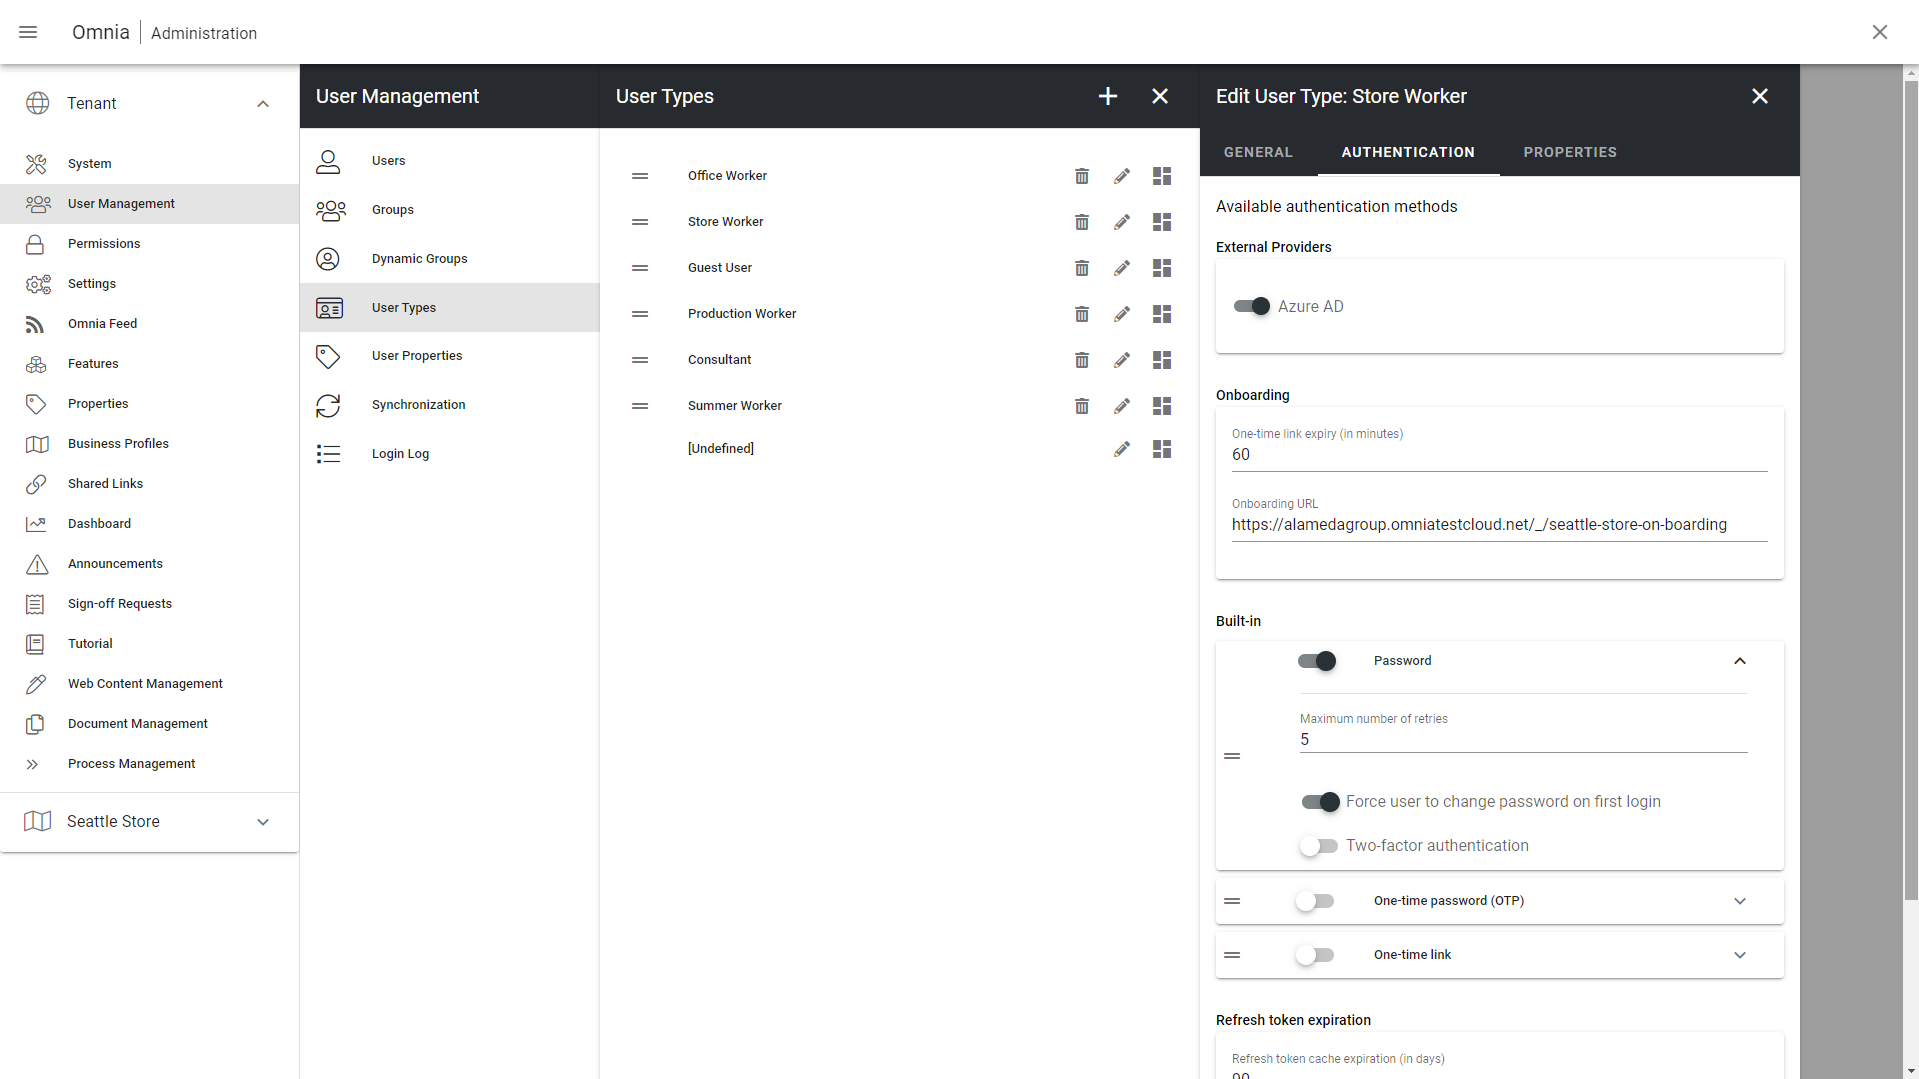 Omnia
Administration
Tenant
System
User Management
Permissions
Settings
Omnia Feed
Features
Properties
Business Profiles
Shared Links
Dashboard
Announcements
Sign-off Requests
Tutorial
Web Content Management
Document Management
Process Management
Seattle Store
User Management
Users
Groups
Dynamic Groups
User Types
User Properties
Synchronization
Login Log
User Types
Office Worker
Store Worker
Guest User
Production Worker
Consultant
Summer Worker
[Undefined]
Edit User Type: Store Worker
GENERAL
AUTHENTICATION
PROPERTIES
Available authentication methods
External Providers
Azure AD
Onboarding
One-time link expiry (in minutes)
60
Onboarding URL
https://alamedagroup.omniatestcloud.net/_/seattle-store-on-boarding
Built-in
Password
Maximum number of retries
5
Force user to change password on first login
Two-factor authentication
One-time password (OTP)
One-time link
Refresh token expiration
Refresh token cache expiration (in days)
90